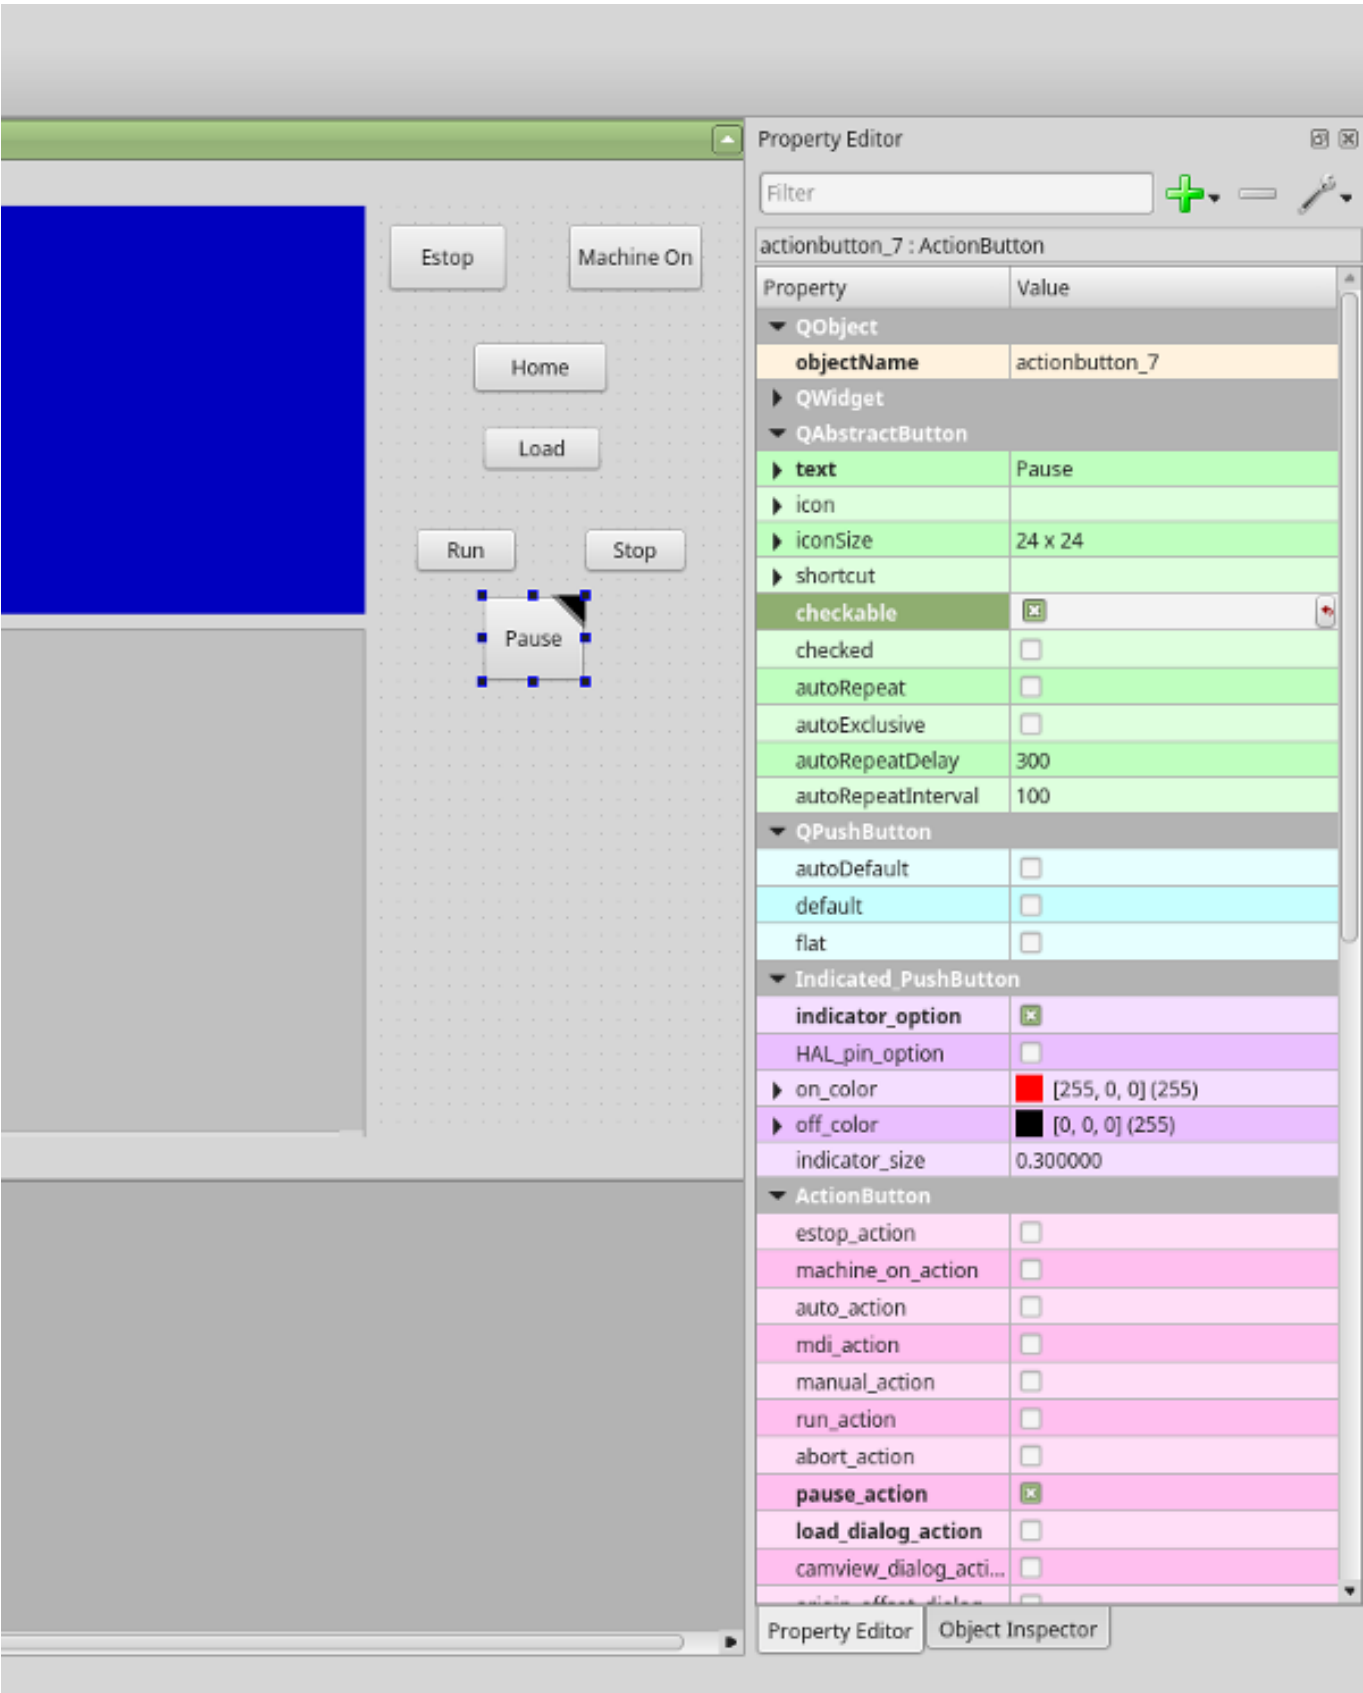 Property Editor
Filter
actionbutton_7 : ActionButton
Property Value
QObject
objectName actionbutton_7
QWidget
QAbstractButton
text Pause
icon
iconSize 24 x 24
shortcut
checkable
checked
autoRepeat
autoExclusive
autoRepeatDelay 300
autoRepeatInterval 100
QPushButton
autoDefault
default
flat
Indicated_PushButton
indicator_option
HAL_pin_option
on_color [255, 0, 0] (255)
off_color [0, 0, 0] (255)
indicator_size 0.300000
ActionButton
estop_action
machine_on_action
auto_action
mdi_action
manual_action
run_action
abort_action
pause_action
load_dialog_action
camview_dialog_acti...
Property Editor Object Inspector
Estop Machine On
Home
Load
Run Stop
Pause